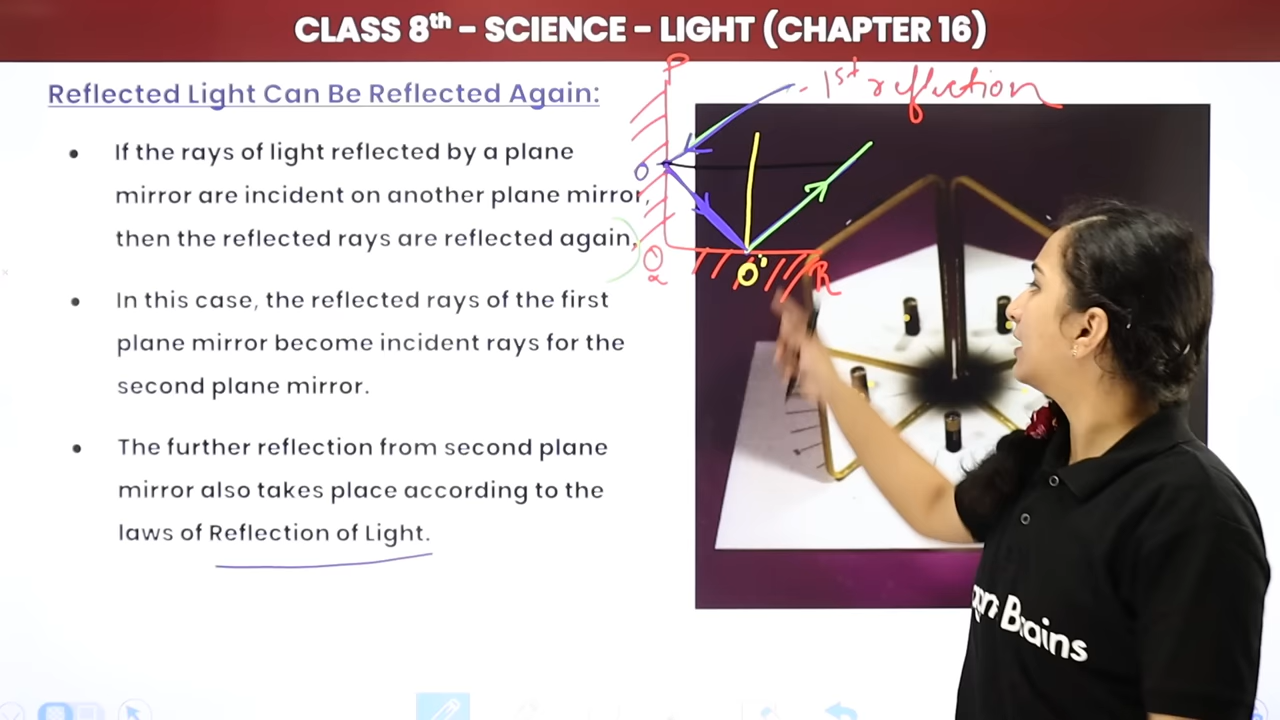 CLASS 8th – SCIENCE – LIGHT (CHAPTER 16)
Reflected Light Can Be Reflected Again:
P
1st reflection
• If the rays of light reflected by a plane
mirror are incident on another plane mirror,
then the reflected rays are reflected again.
O
Q
O'
R
• In this case, the reflected rays of the first
plane mirror become incident rays for the
second plane mirror.
• The further reflection from second plane
mirror also takes place according to the
laws of Reflection of Light.
Brains